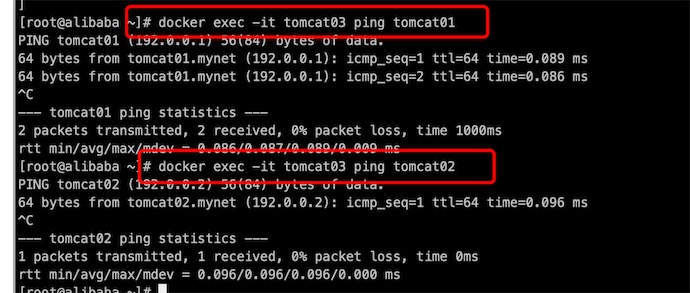 ]
[root@alibaba ~]# docker exec -it tomcat03 ping tomcat01
PING tomcat01 (192.0.0.1) 56(84) bytes of data.
64 bytes from tomcat01.mynet (192.0.0.1): icmp_seq=1 ttl=64 time=0.089 ms
64 bytes from tomcat01.mynet (192.0.0.1): icmp_seq=2 ttl=64 time=0.086 ms
^C
--- tomcat01 ping statistics ---
2 packets transmitted, 2 received, 0% packet loss, time 1000ms
rtt min/avg/max/mdev = 0.086/0.087/0.089/0.009 ms
[root@alibaba ~]# docker exec -it tomcat03 ping tomcat02
PING tomcat02 (192.0.0.2) 56(84) bytes of data.
64 bytes from tomcat02.mynet (192.0.0.2): icmp_seq=1 ttl=64 time=0.096 ms
^C
--- tomcat02 ping statistics ---
1 packets transmitted, 1 received, 0% packet loss, time 0ms
rtt min/avg/max/mdev = 0.096/0.096/0.096/0.000 ms
[root@alibaba ~]#